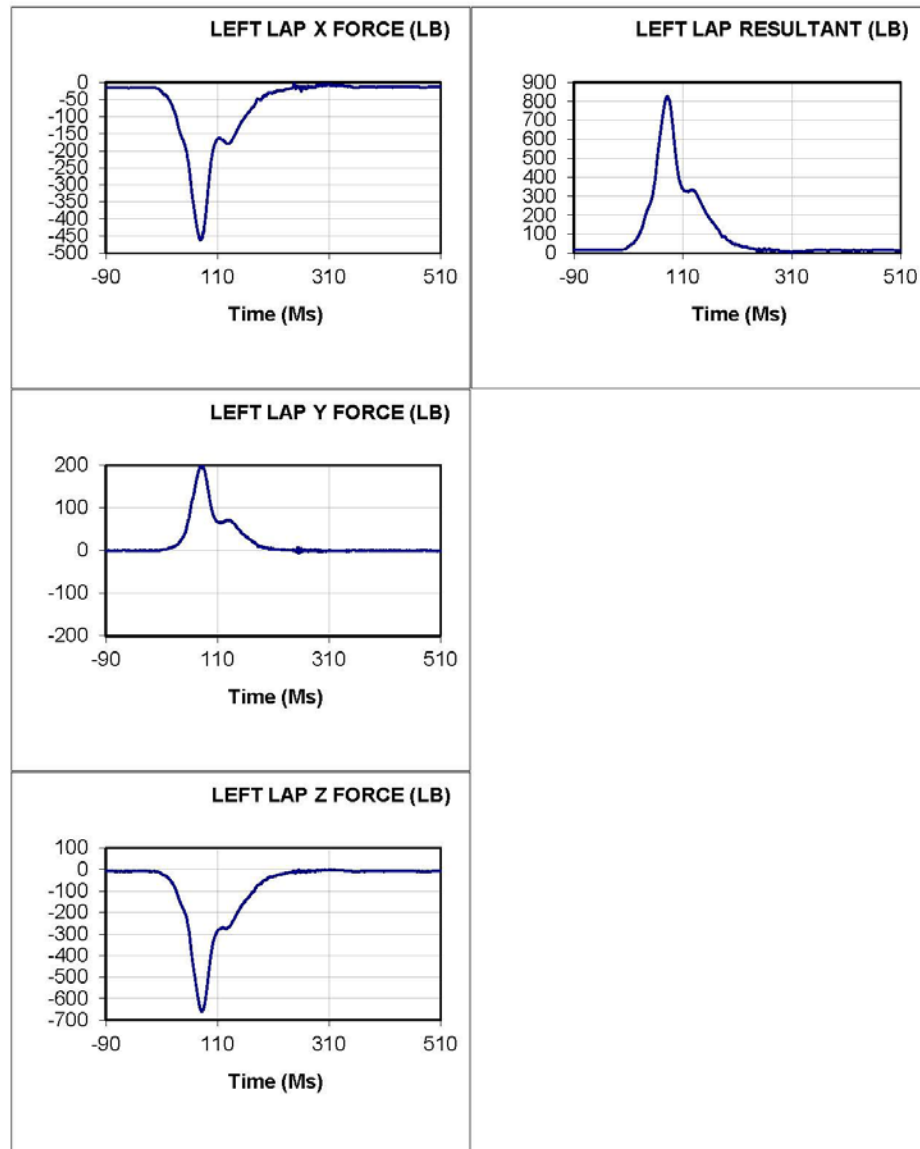 LEFT LAP X FORCE (LB)
0
-50
-100
-150
-200
-250
-300
-350
-400
-450
-500
-90 110 310 510
Time (Ms)
LEFT LAP RESULTANT (LB)
900
800
700
600
500
400
300
200
100
0
-90 110 310 510
Time (Ms)
LEFT LAP Y FORCE (LB)
200
100
0
-100
-200
-90 110 310 510
Time (Ms)
LEFT LAP Z FORCE (LB)
100
0
-100
-200
-300
-400
-500
-600
-700
-90 110 310 510
Time (Ms)